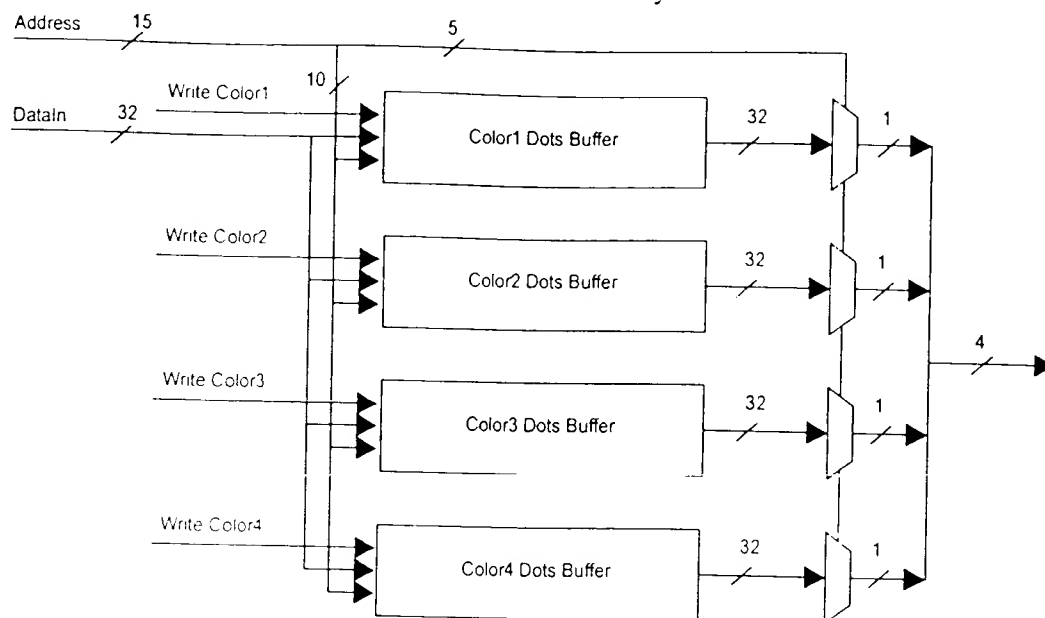 Address 15 5
10
Write Color1
DataIn 32
Color1 Dots Buffer 32 1
Write Color2
Color2 Dots Buffer 32 1
4
Write Color3
Color3 Dots Buffer 32 1
Write Color4
Color4 Dots Buffer 32 1